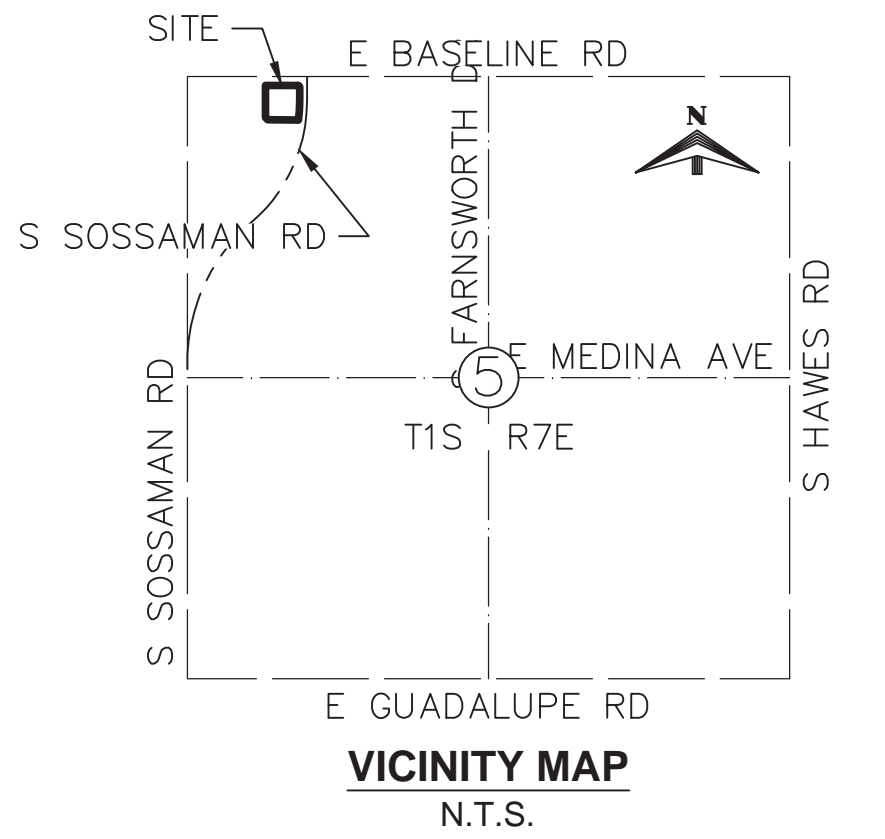 SITE
E BASELINE RD
N
FARNSWORTH
S SOSSAMAN RD
S HAWES RD
E MEDINA AVE
5
S SOSSAMAN RD
T1S R7E
E GUADALUPE RD
VICINITY MAP
N.T.S.